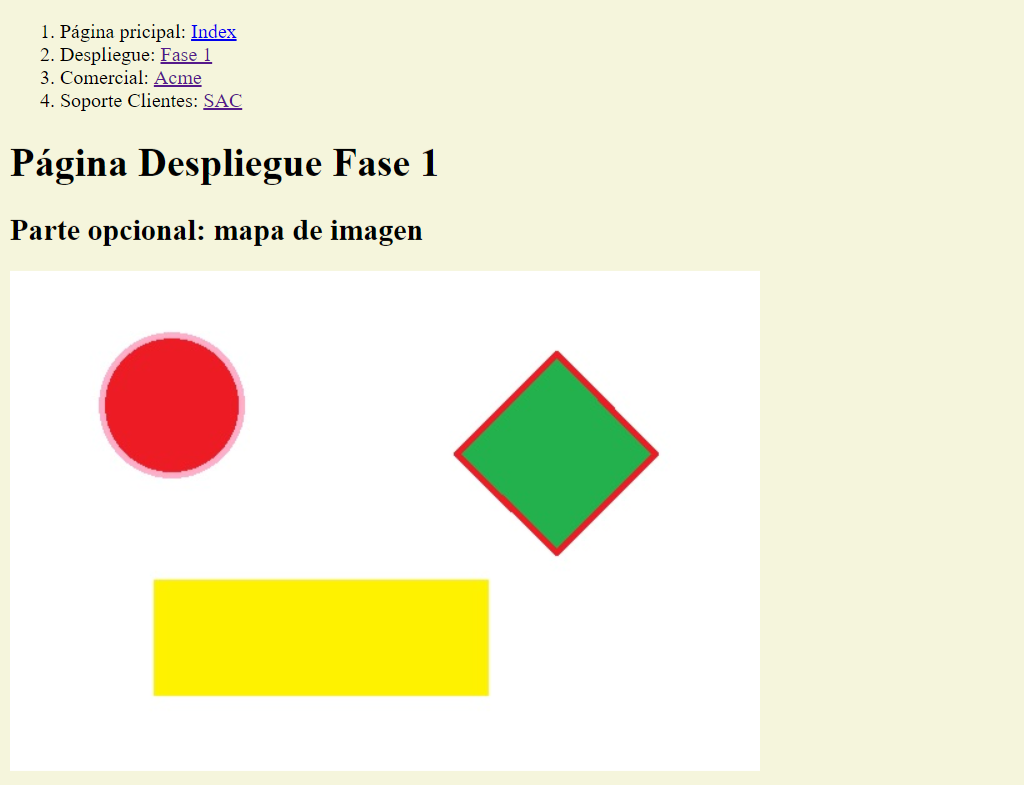 1. Página pricipal: Index
2. Despliegue: Fase 1
3. Comercial: Acme
4. Soporte Clientes: SAC
Página Despliegue Fase 1
Parte opcional: mapa de imagen